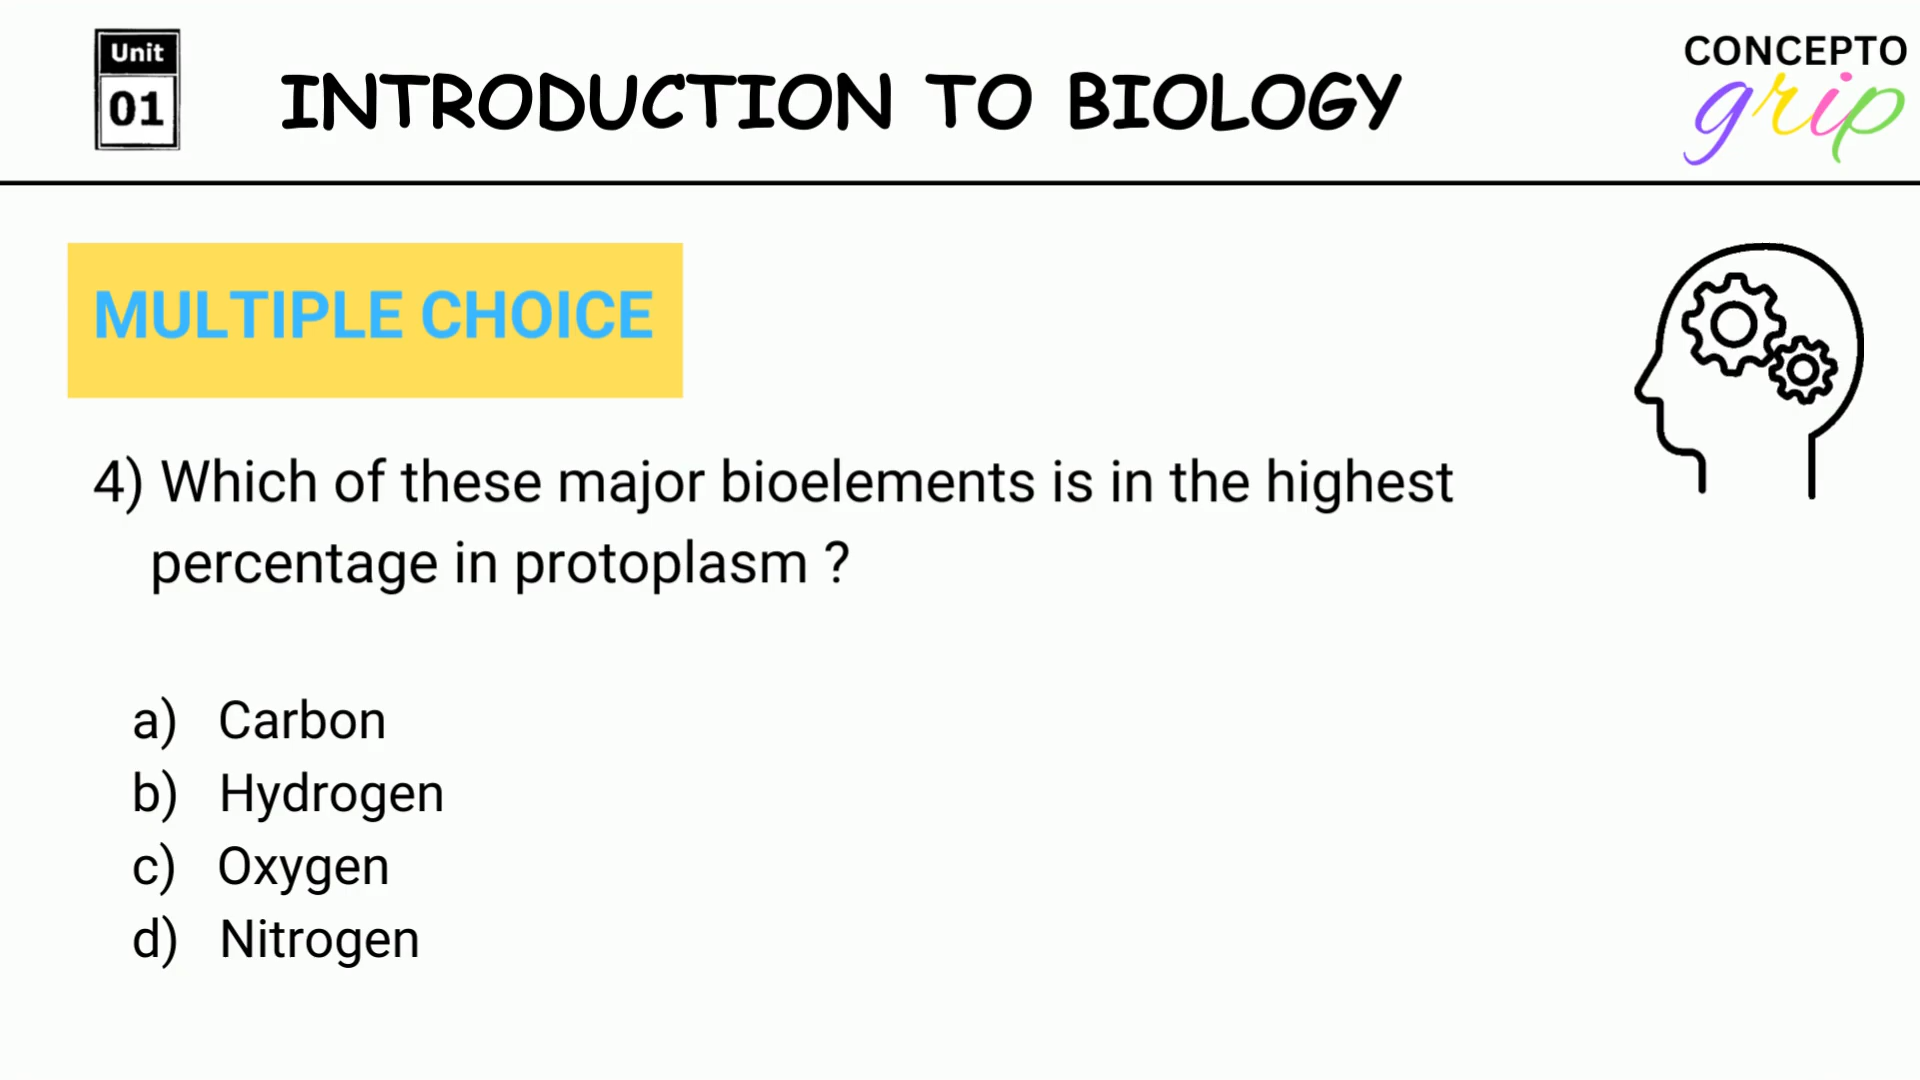 Unit
01
INTRODUCTION TO BIOLOGY
CONCEPTO
grip
MULTIPLE CHOICE
4) Which of these major bioelements is in the highest
percentage in protoplasm ?
a) Carbon
b) Hydrogen
c) Oxygen
d) Nitrogen